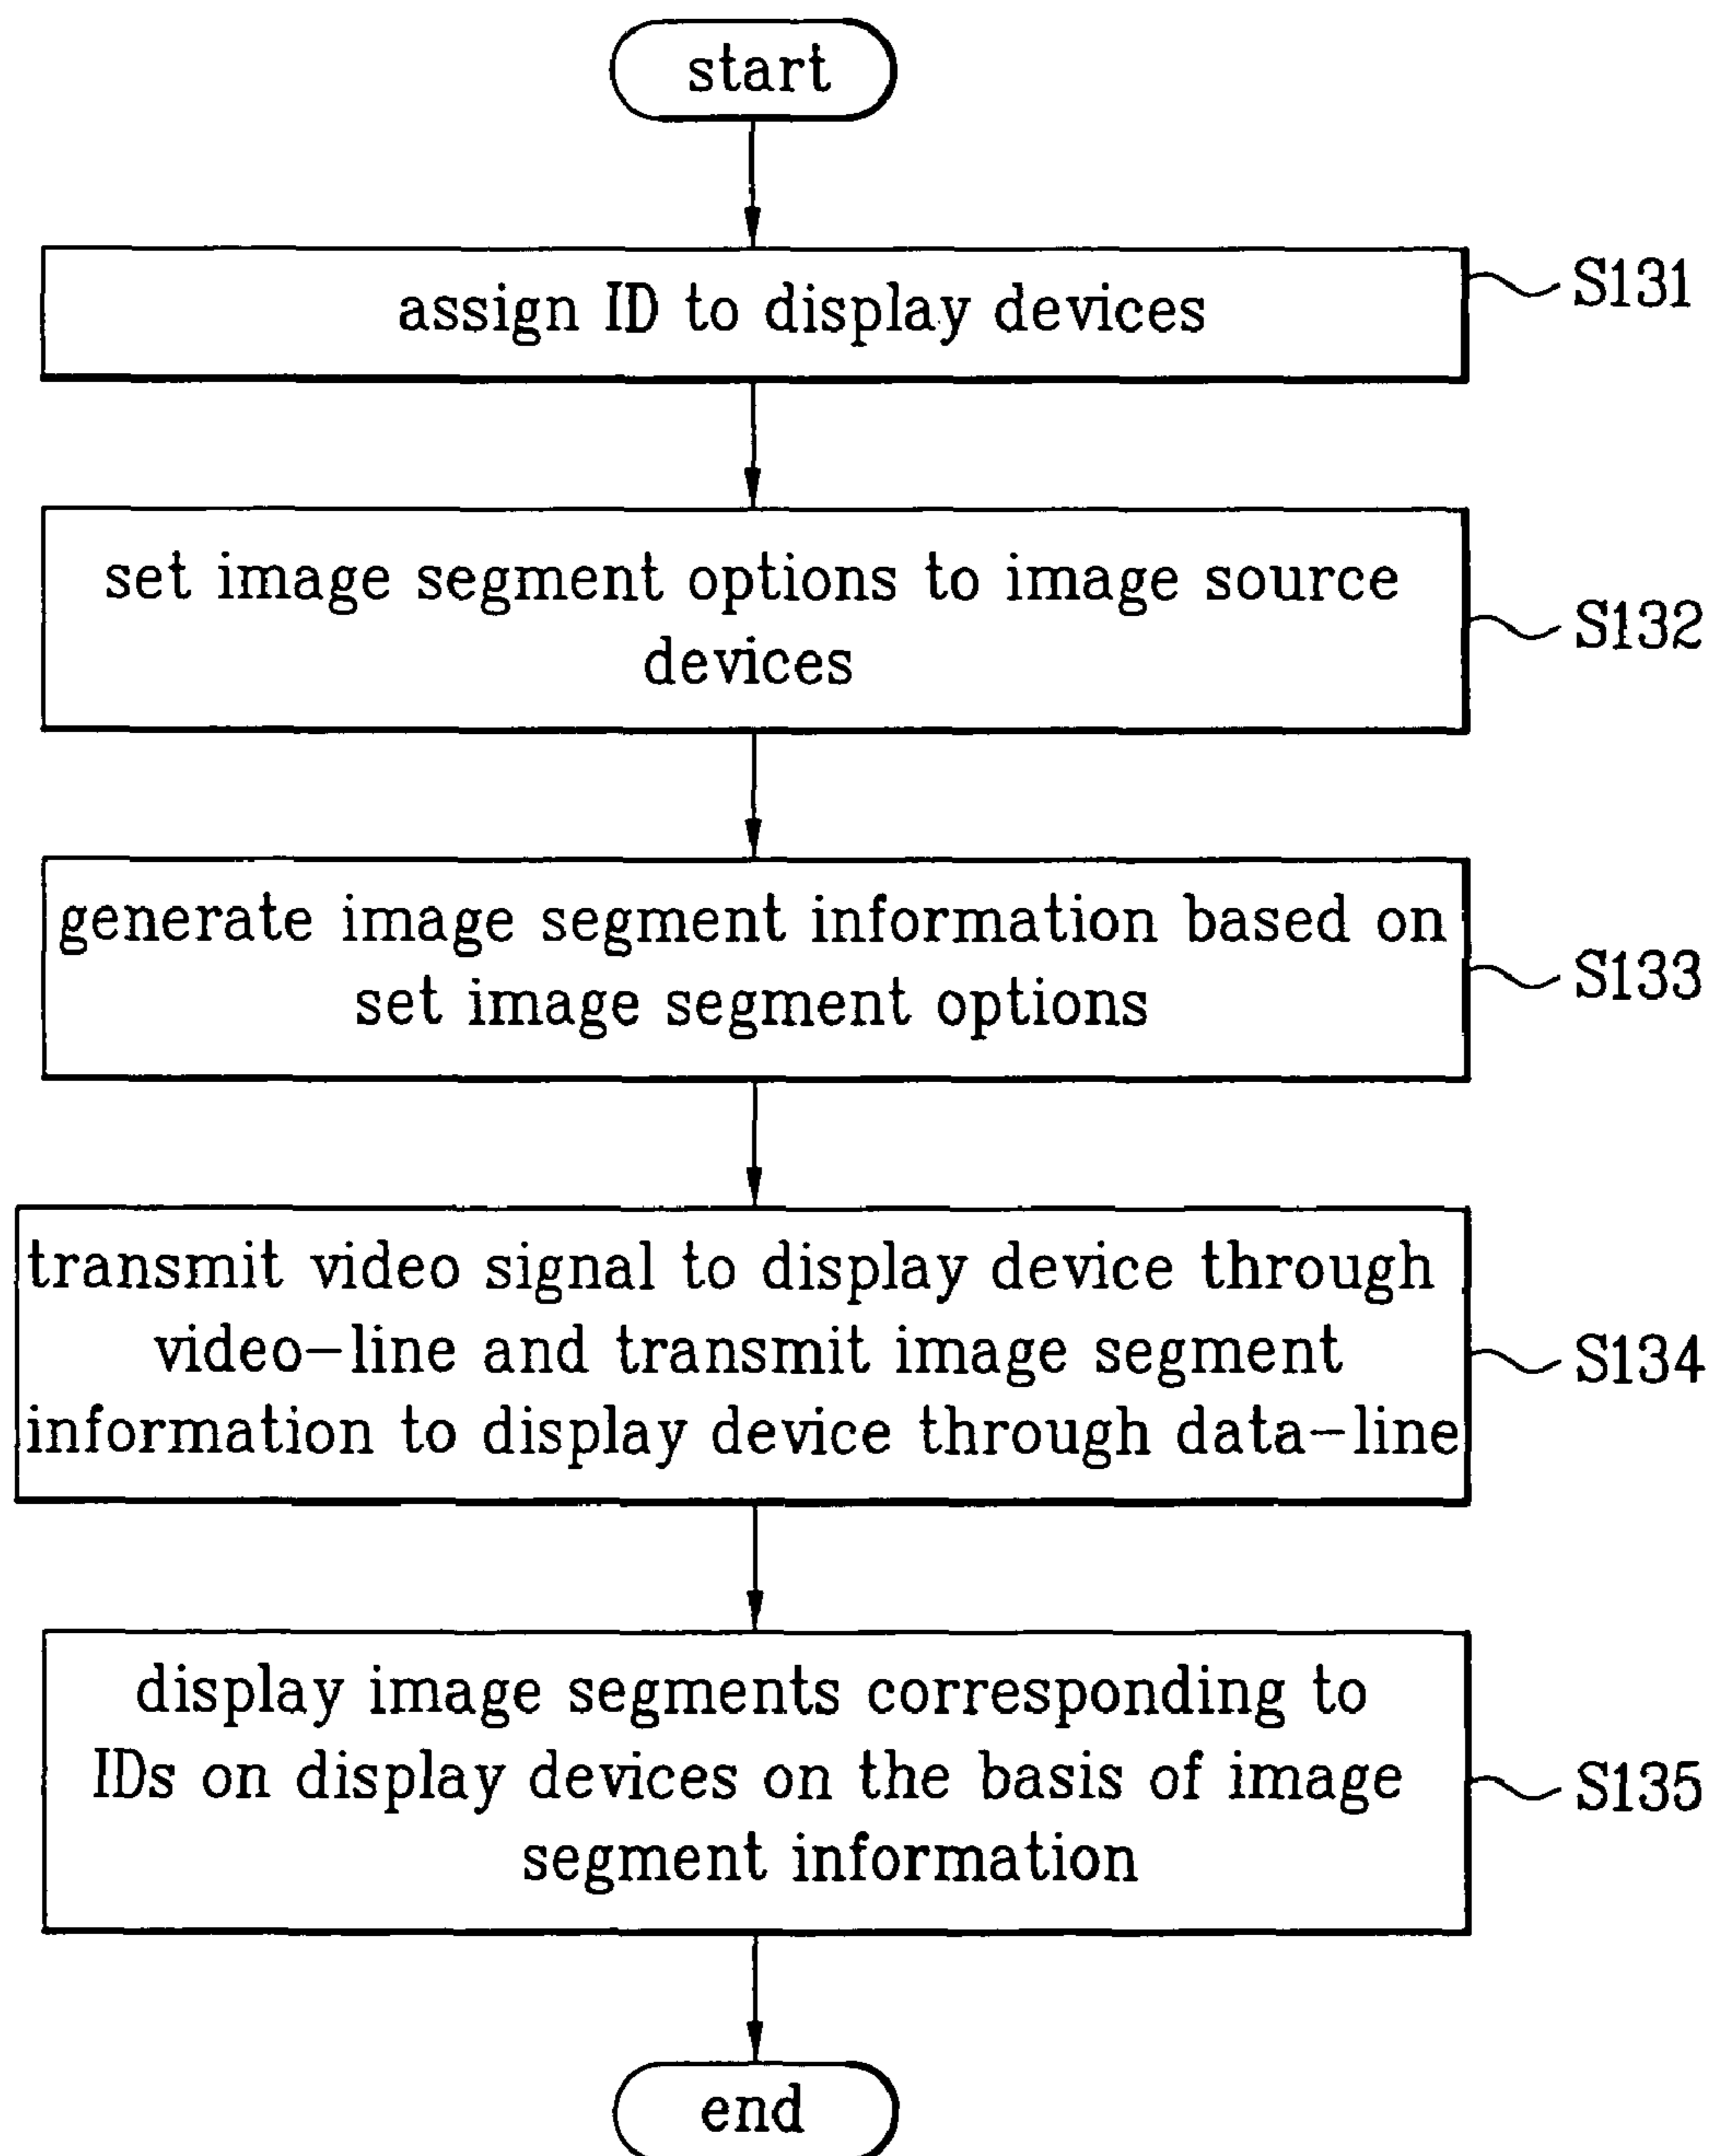 start
assign ID to display devices
S131
set image segment options to image source
devices
S132
generate image segment information based on
set image segment options
S133
transmit video signal to display device through
video-line and transmit image segment
information to display device through data-line
S134
display image segments corresponding to
IDs on display devices on the basis of image
segment information
S135
end